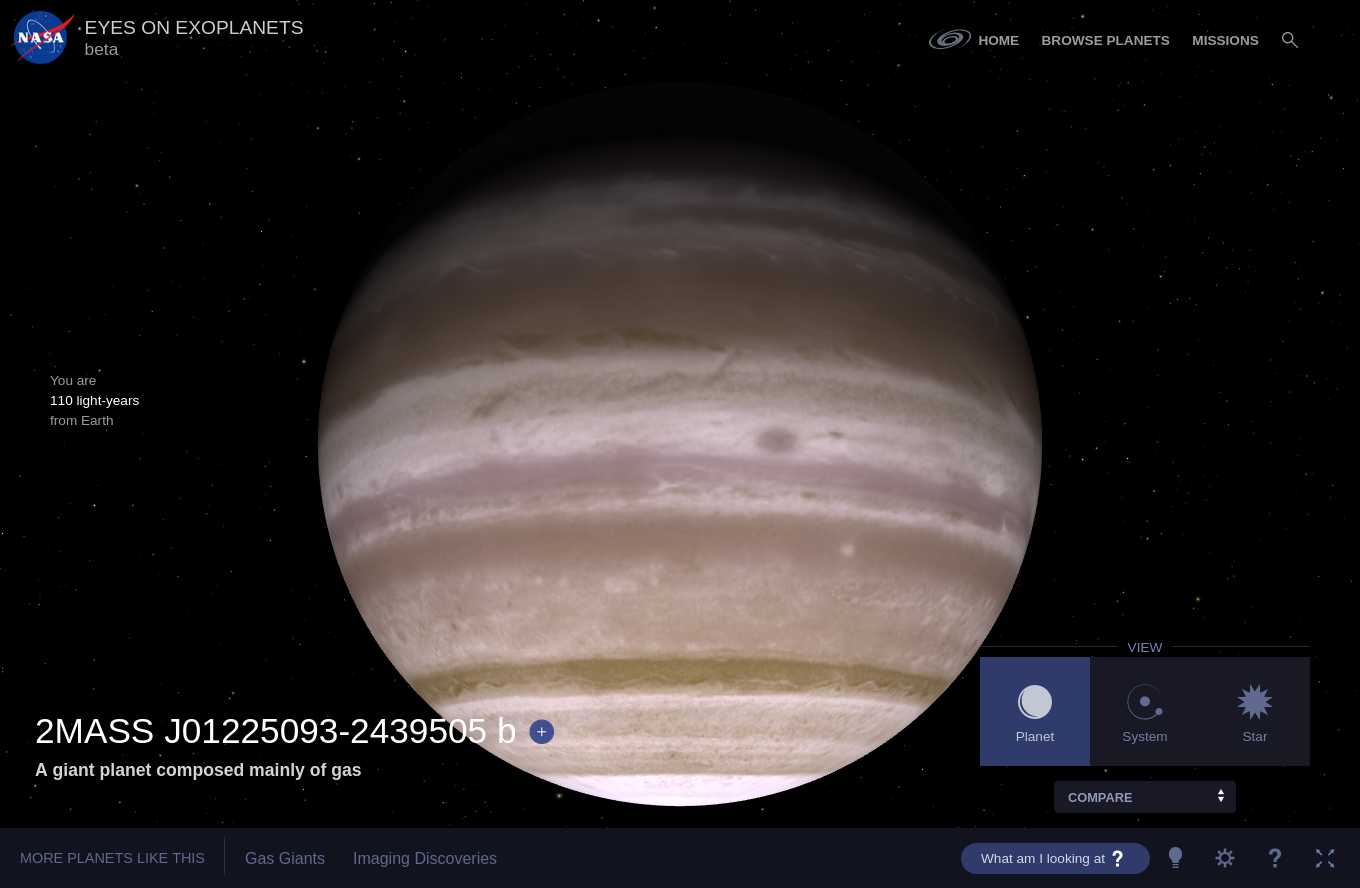 NASA
EYES ON EXOPLANETS
beta
HOME
BROWSE PLANETS
MISSIONS
You are
110 light-years
from Earth
VIEW
Planet
System
Star
2MASS J01225093-2439505 b +
A giant planet composed mainly of gas
COMPARE
MORE PLANETS LIKE THIS
Gas Giants
Imaging Discoveries
What am I looking at ?
?